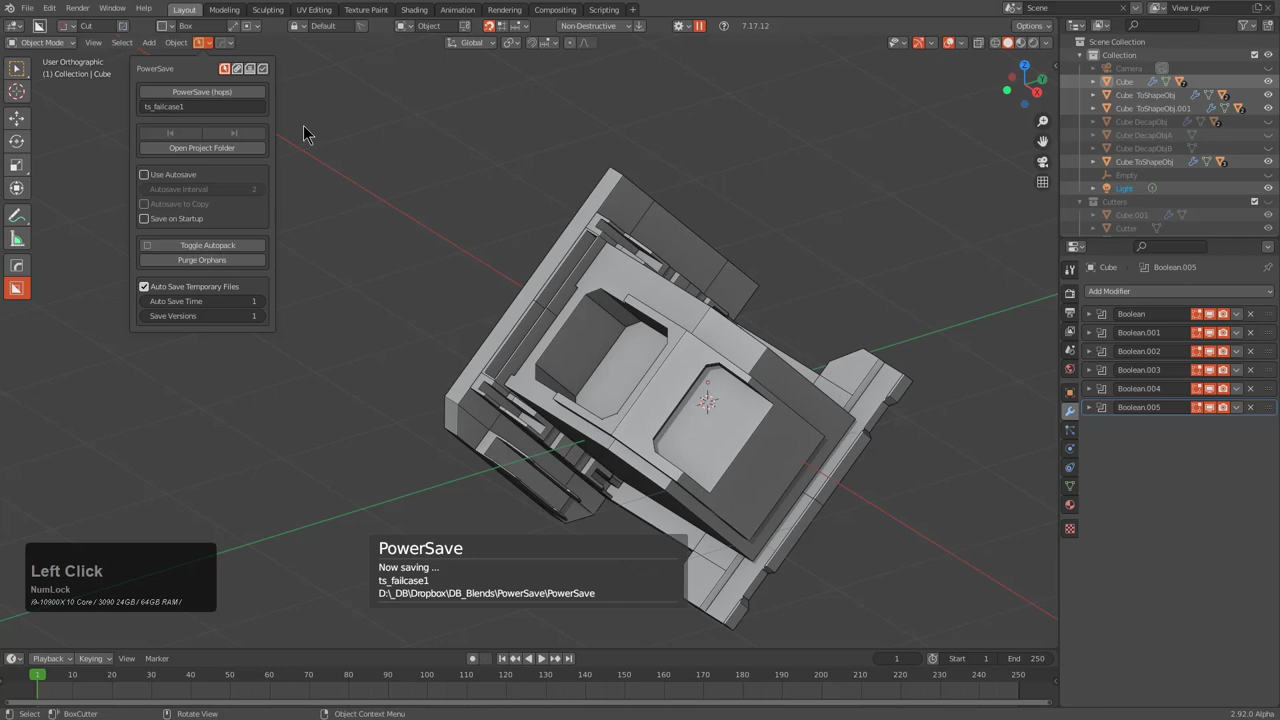 File Edit Render Window Help Layout Modeling Sculpting UV Editing Texture Paint Shading Animation Rendering Compositing Scripting + Scene View Layer
Cut Box Default Object Non-Destructive 7.17.12 Options
Object Mode View Select Add Object Global
User Orthographic
(1) Collection | Cube
PowerSave
PowerSave (hops)
ts_failcase1
Open Project Folder
Use Autosave
Autosave Interval 2
Autosave to Copy
Save on Startup
Toggle Autopack
Purge Orphans
Auto Save Temporary Files
Auto Save Time 1
Save Versions 1
Z
Y
X
Scene Collection
Collection
Camera
Cube
Cube ToShapeObj
Cube ToShapeObj.001
Cube DecapObj
Cube DecapObjA
Cube DecapObjB
Cube ToShapeObj
Empty
Light
Cutters
Cube.001
Cutter
Cube Boolean.005
Add Modifier
Boolean
Boolean.001
Boolean.002
Boolean.003
Boolean.004
Boolean.005
PowerSave
Now saving ...
ts_failcase1
D:\_DB\Dropbox\DB_Blends\PowerSave\PowerSave
Left Click
NumLock
i9-10900X 10 Core / 3090 24GB / 64GB RAM /
Playback Keying View Marker 1 Start 1 End 250
1 10 20 30 40 50 60 70 80 90 100 110 120 130 140 150 160 170 180 190 200 210 220 230 240 250
Select BoxCutter Rotate View Object Context Menu 2.92.0 Alpha